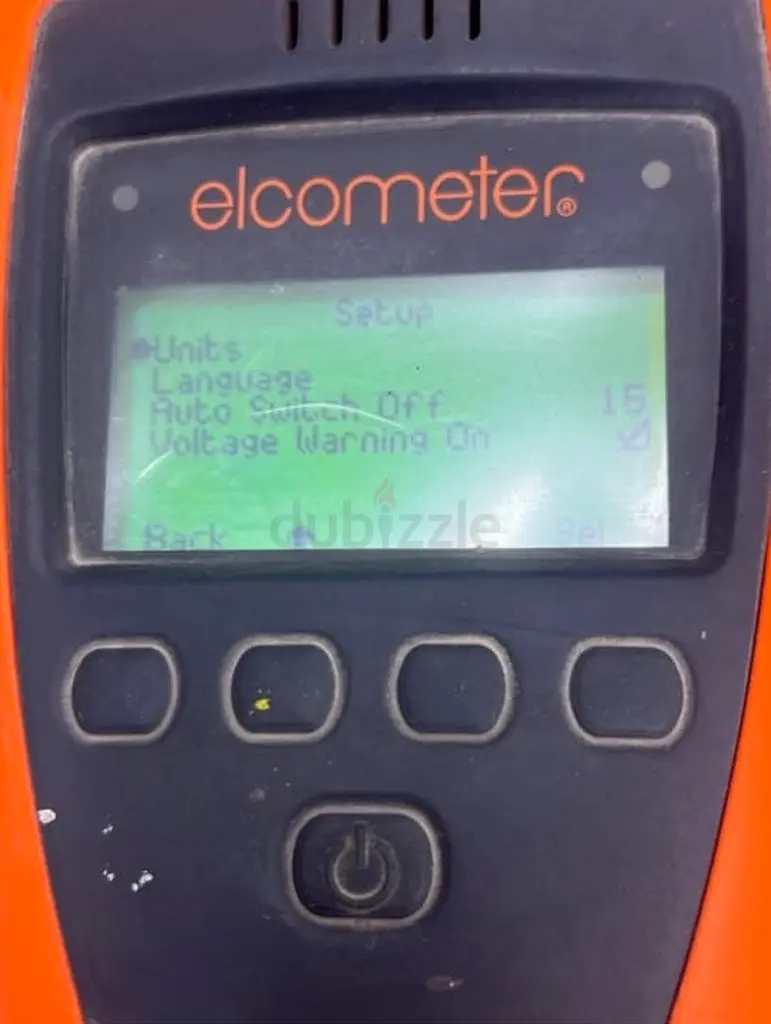 elcometer®
Setup
Units
Language
Auto Switch Off 15
Voltage Warning On
Back Sel
dubizzle